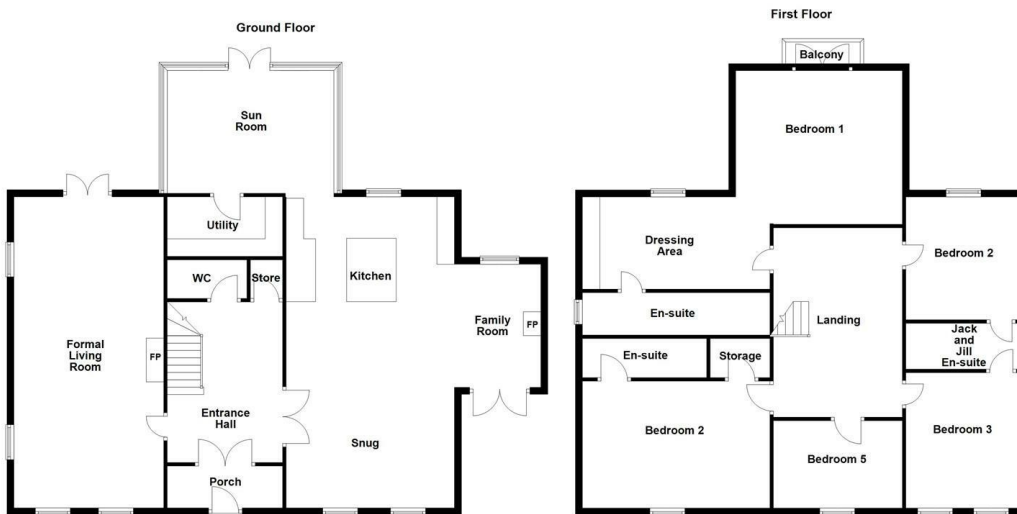 Ground Floor
Sun
Room
Utility
WC
Store
Kitchen
Formal
Living
Room
FP
Family
Room
FP
Entrance
Hall
Snug
Porch
First Floor
Balcony
Bedroom 1
Dressing
Area
Bedroom 2
En-suite
Landing
Jack
and
Jill
En-suite
En-suite
Storage
Bedroom 2
Bedroom 3
Bedroom 5